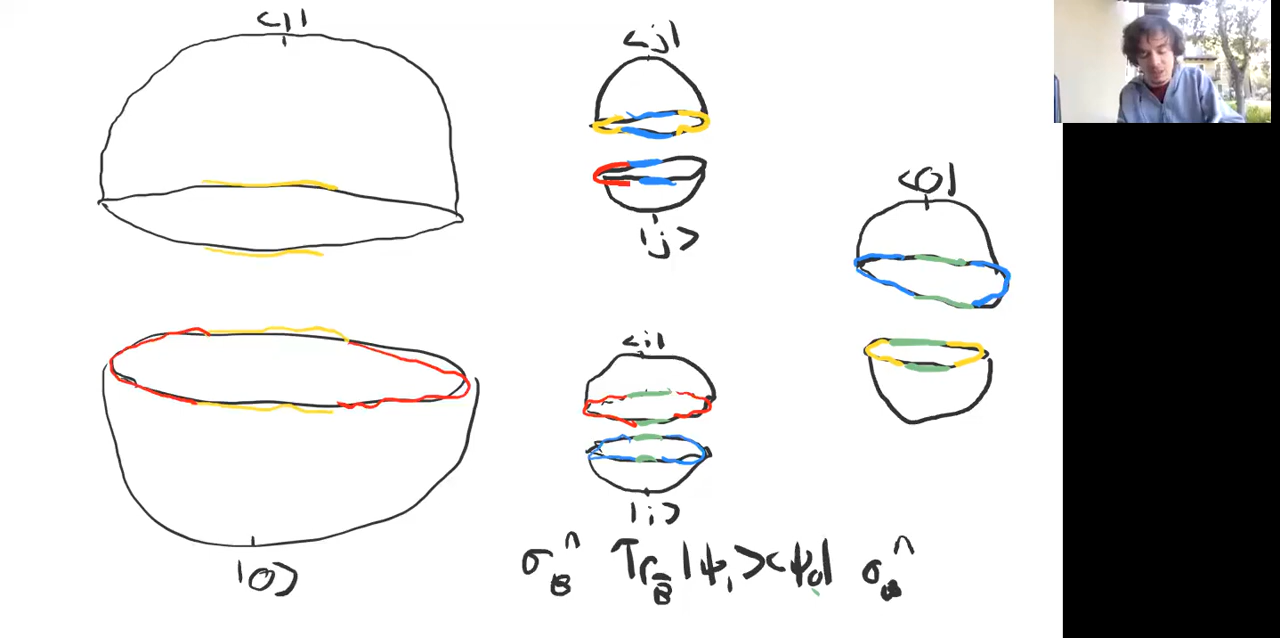 <1|
<j|
|j>
<0|
<i|
|i>
|0>
σ_B^n Tr_B̅ |ψ_1><ψ_0| σ_B^n